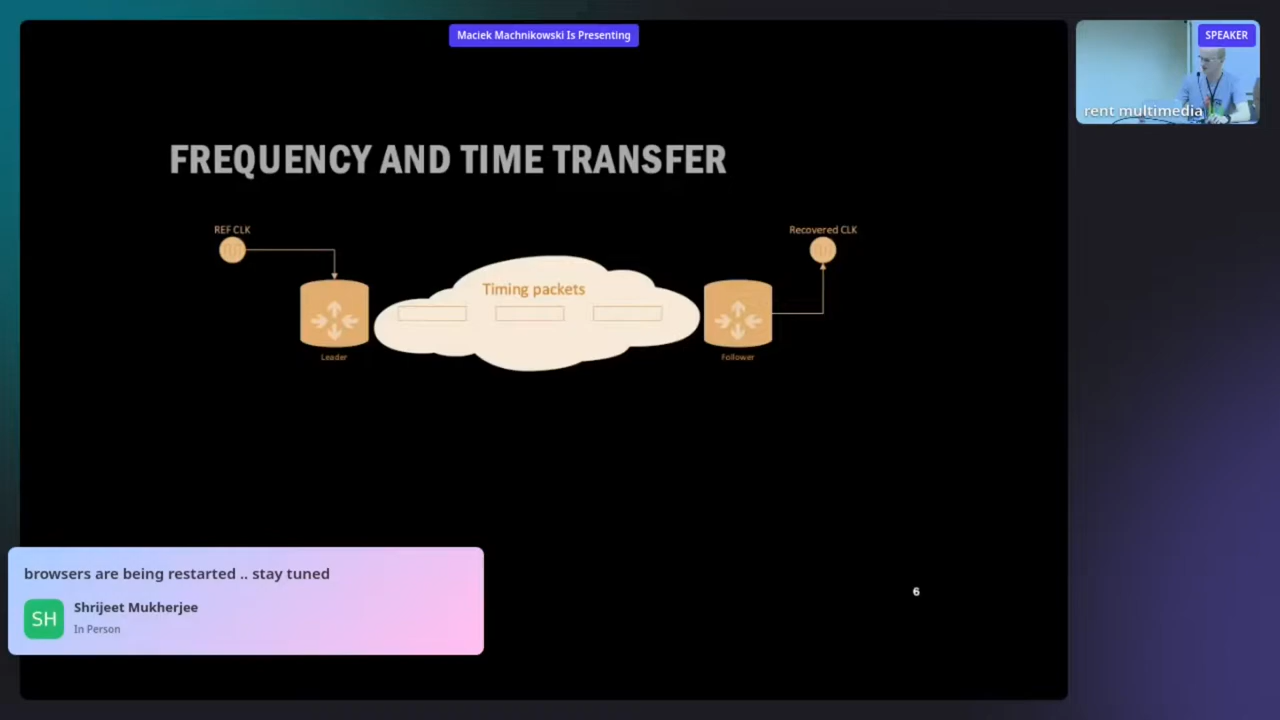 Maciek Machnikowski Is Presenting
SPEAKER
rent multimedia
FREQUENCY AND TIME TRANSFER
REF CLK
Recovered CLK
Timing packets
Leader
Follower
browsers are being restarted .. stay tuned
SH
Shrijeet Mukherjee
In Person
6